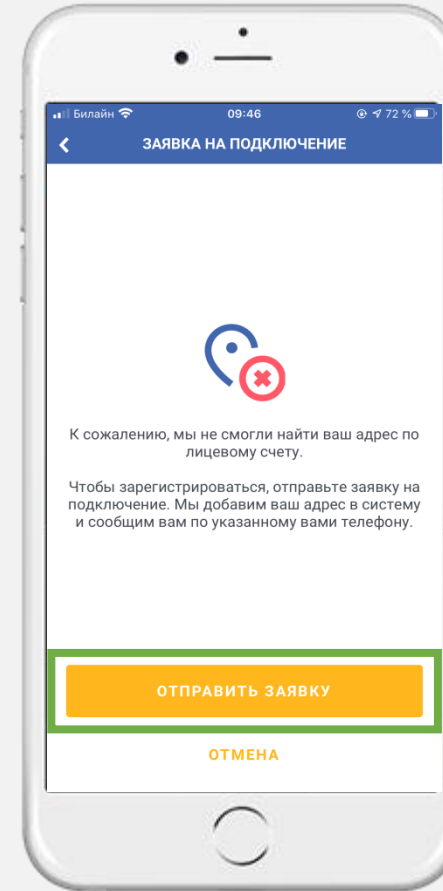 Билайн 09:46 72 %
ЗАЯВКА НА ПОДКЛЮЧЕНИЕ
К сожалению, мы не смогли найти ваш адрес по
лицевому счету.
Чтобы зарегистрироваться, отправьте заявку на
подключение. Мы добавим ваш адрес в систему
и сообщим вам по указанному вами телефону.
ОТПРАВИТЬ ЗАЯВКУ
ОТМЕНА